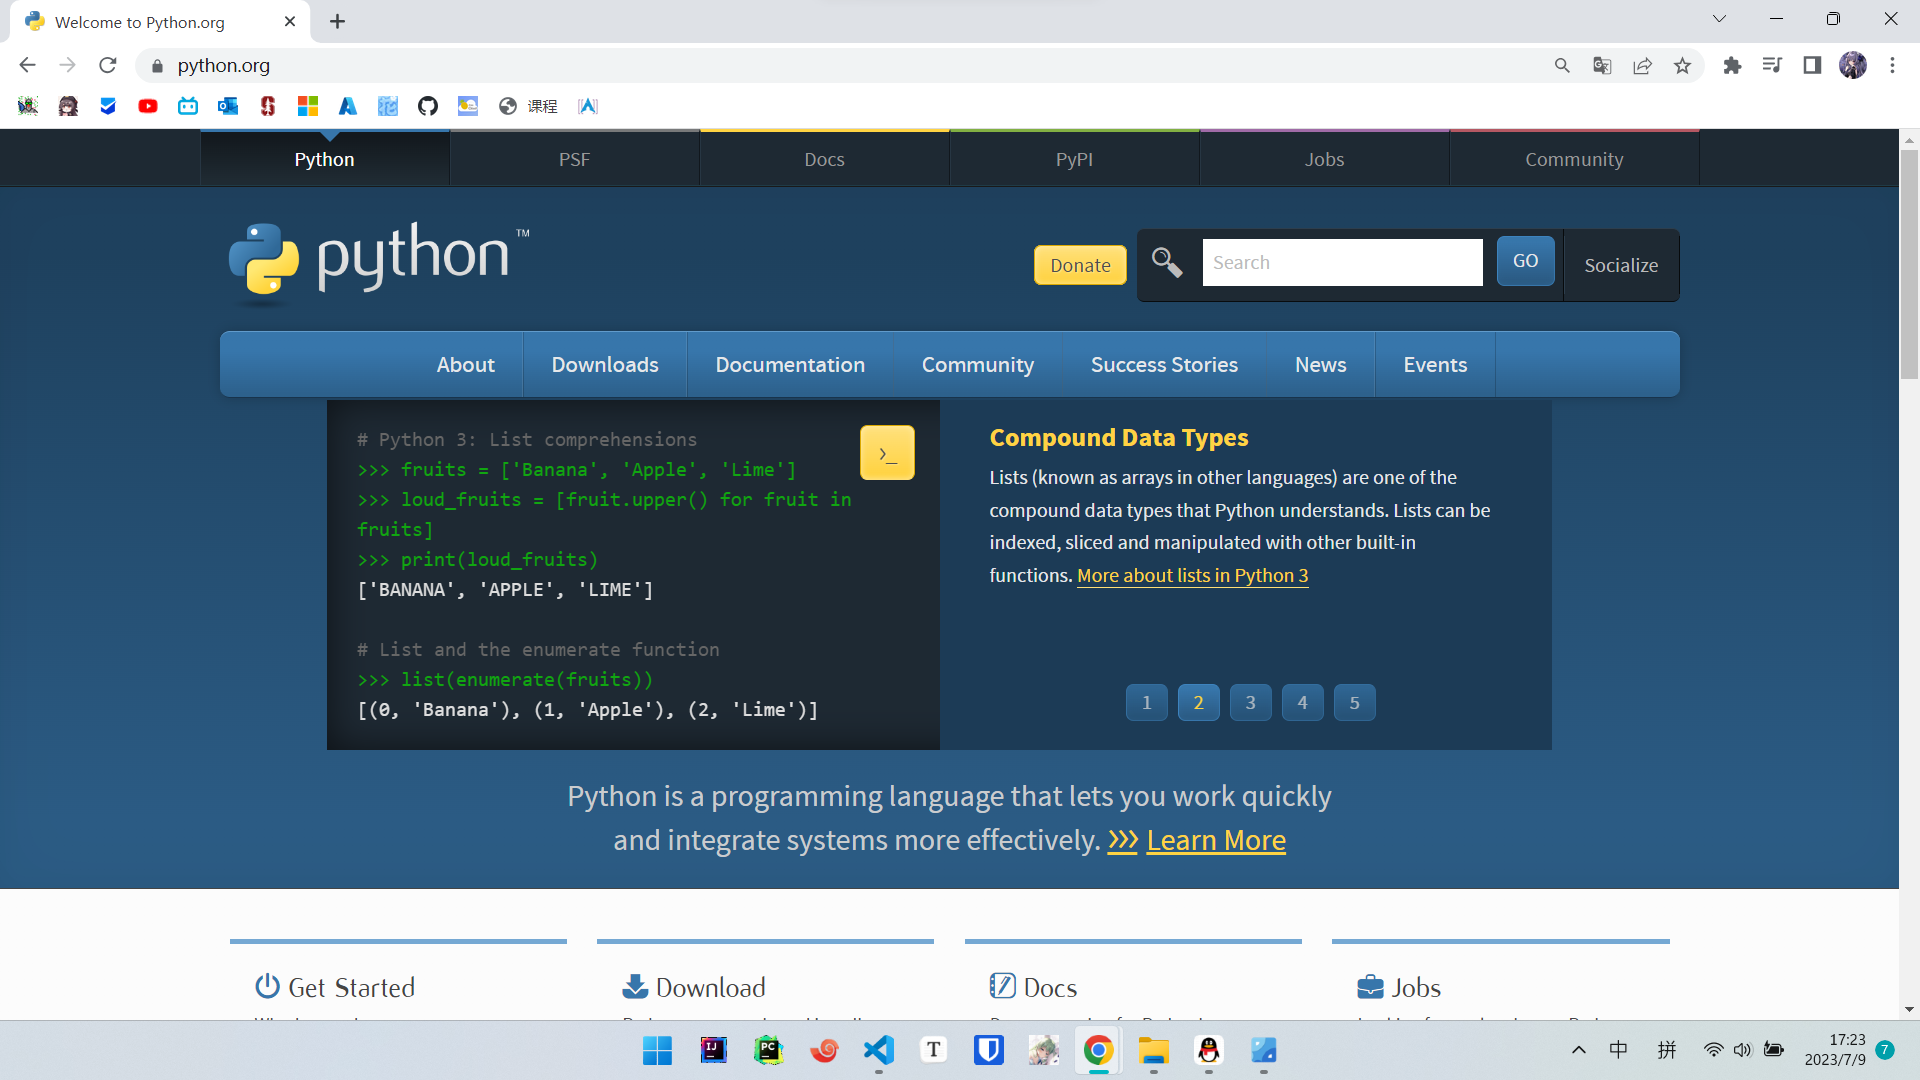 Welcome to Python.org
python.org
课程
Python
PSF
Docs
PyPI
Jobs
Community
python™
Donate
Search
GO
Socialize
About
Downloads
Documentation
Community
Success Stories
News
Events
# Python 3: List comprehensions
>>> fruits = ['Banana', 'Apple', 'Lime']
>>> loud_fruits = [fruit.upper() for fruit in
fruits]
>>> print(loud_fruits)
['BANANA', 'APPLE', 'LIME']
# List and the enumerate function
>>> list(enumerate(fruits))
[(0, 'Banana'), (1, 'Apple'), (2, 'Lime')]
>_
Compound Data Types
Lists (known as arrays in other languages) are one of the
compound data types that Python understands. Lists can be
indexed, sliced and manipulated with other built-in
functions. More about lists in Python 3
1 2 3 4 5
Python is a programming language that lets you work quickly
and integrate systems more effectively. >>> Learn More
Get Started
Download
Docs
Jobs
IJ
PC
T
中
拼
17:23
2023/7/9
7